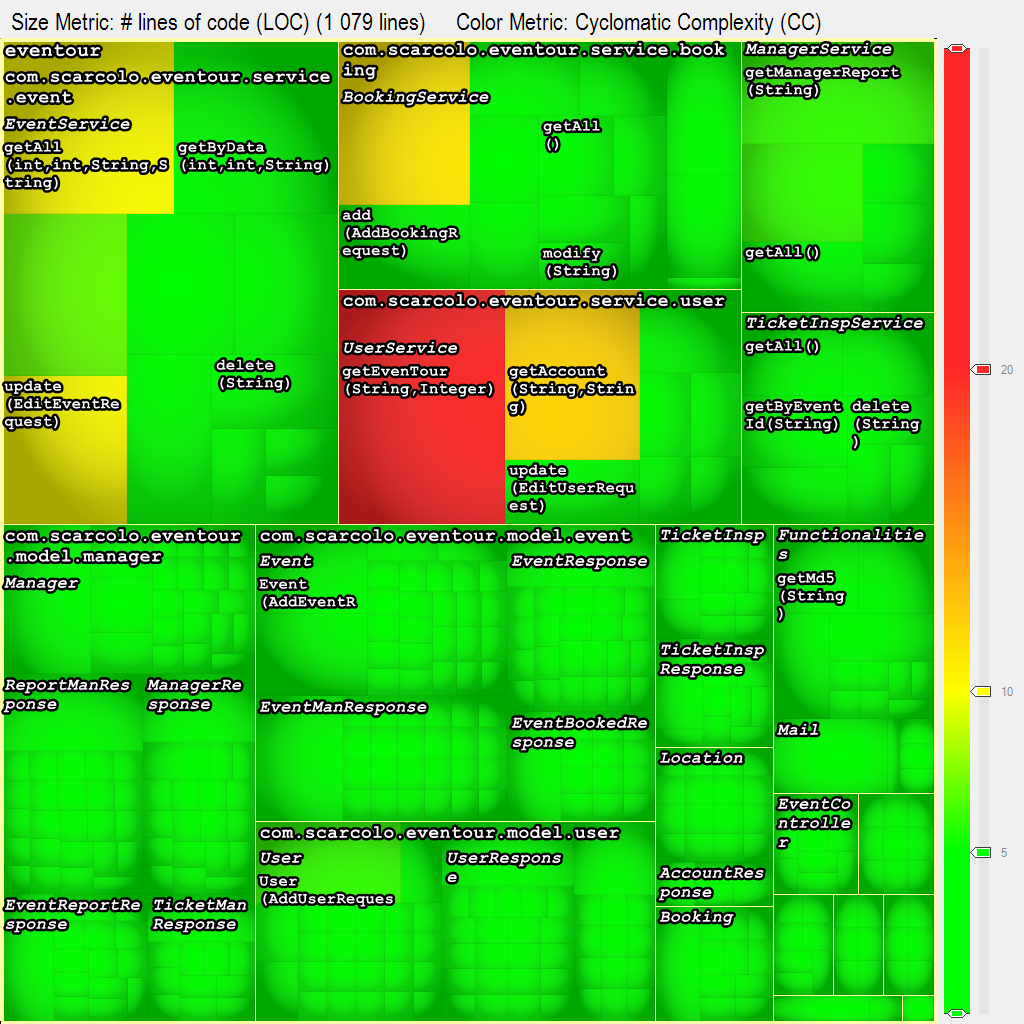 Size Metric: # lines of code (LOC) (1 079 lines)
Color Metric: Cyclomatic Complexity (CC)
eventour
com.scarcolo.eventour.service
.event
EventService
getAll
(int,int,String,S
tring)
getByData
(int,int,String)
update
(EditEventRe
quest)
delete
(String)
com.scarcolo.eventour.service.book
ing
BookingService
getAll
()
add
(AddBookingR
equest)
modify
(String)
com.scarcolo.eventour.service.user
UserService
getEvenTour
(String,Integer)
getAccount
(String,Strin
g)
update
(EditUserRequ
est)
ManagerService
getManagerReport
(String)
getAll()
TicketInspService
getAll()
getByEvent
Id(String)
delete
(String
)
com.scarcolo.eventour
.model.manager
Manager
ReportManRes
ponse
ManagerRe
sponse
EventReportRe
sponse
TicketMan
Response
com.scarcolo.eventour.model.event
Event
Event
(AddEventR
EventResponse
EventManResponse
EventBookedRe
sponse
com.scarcolo.eventour.model.user
User
User
(AddUserReques
UserRespons
e
TicketInsp
TicketInsp
Response
Location
AccountRes
ponse
Booking
Functionalitie
s
getMd5
(String
)
Mail
EventCo
ntrolle
r
20
10
5